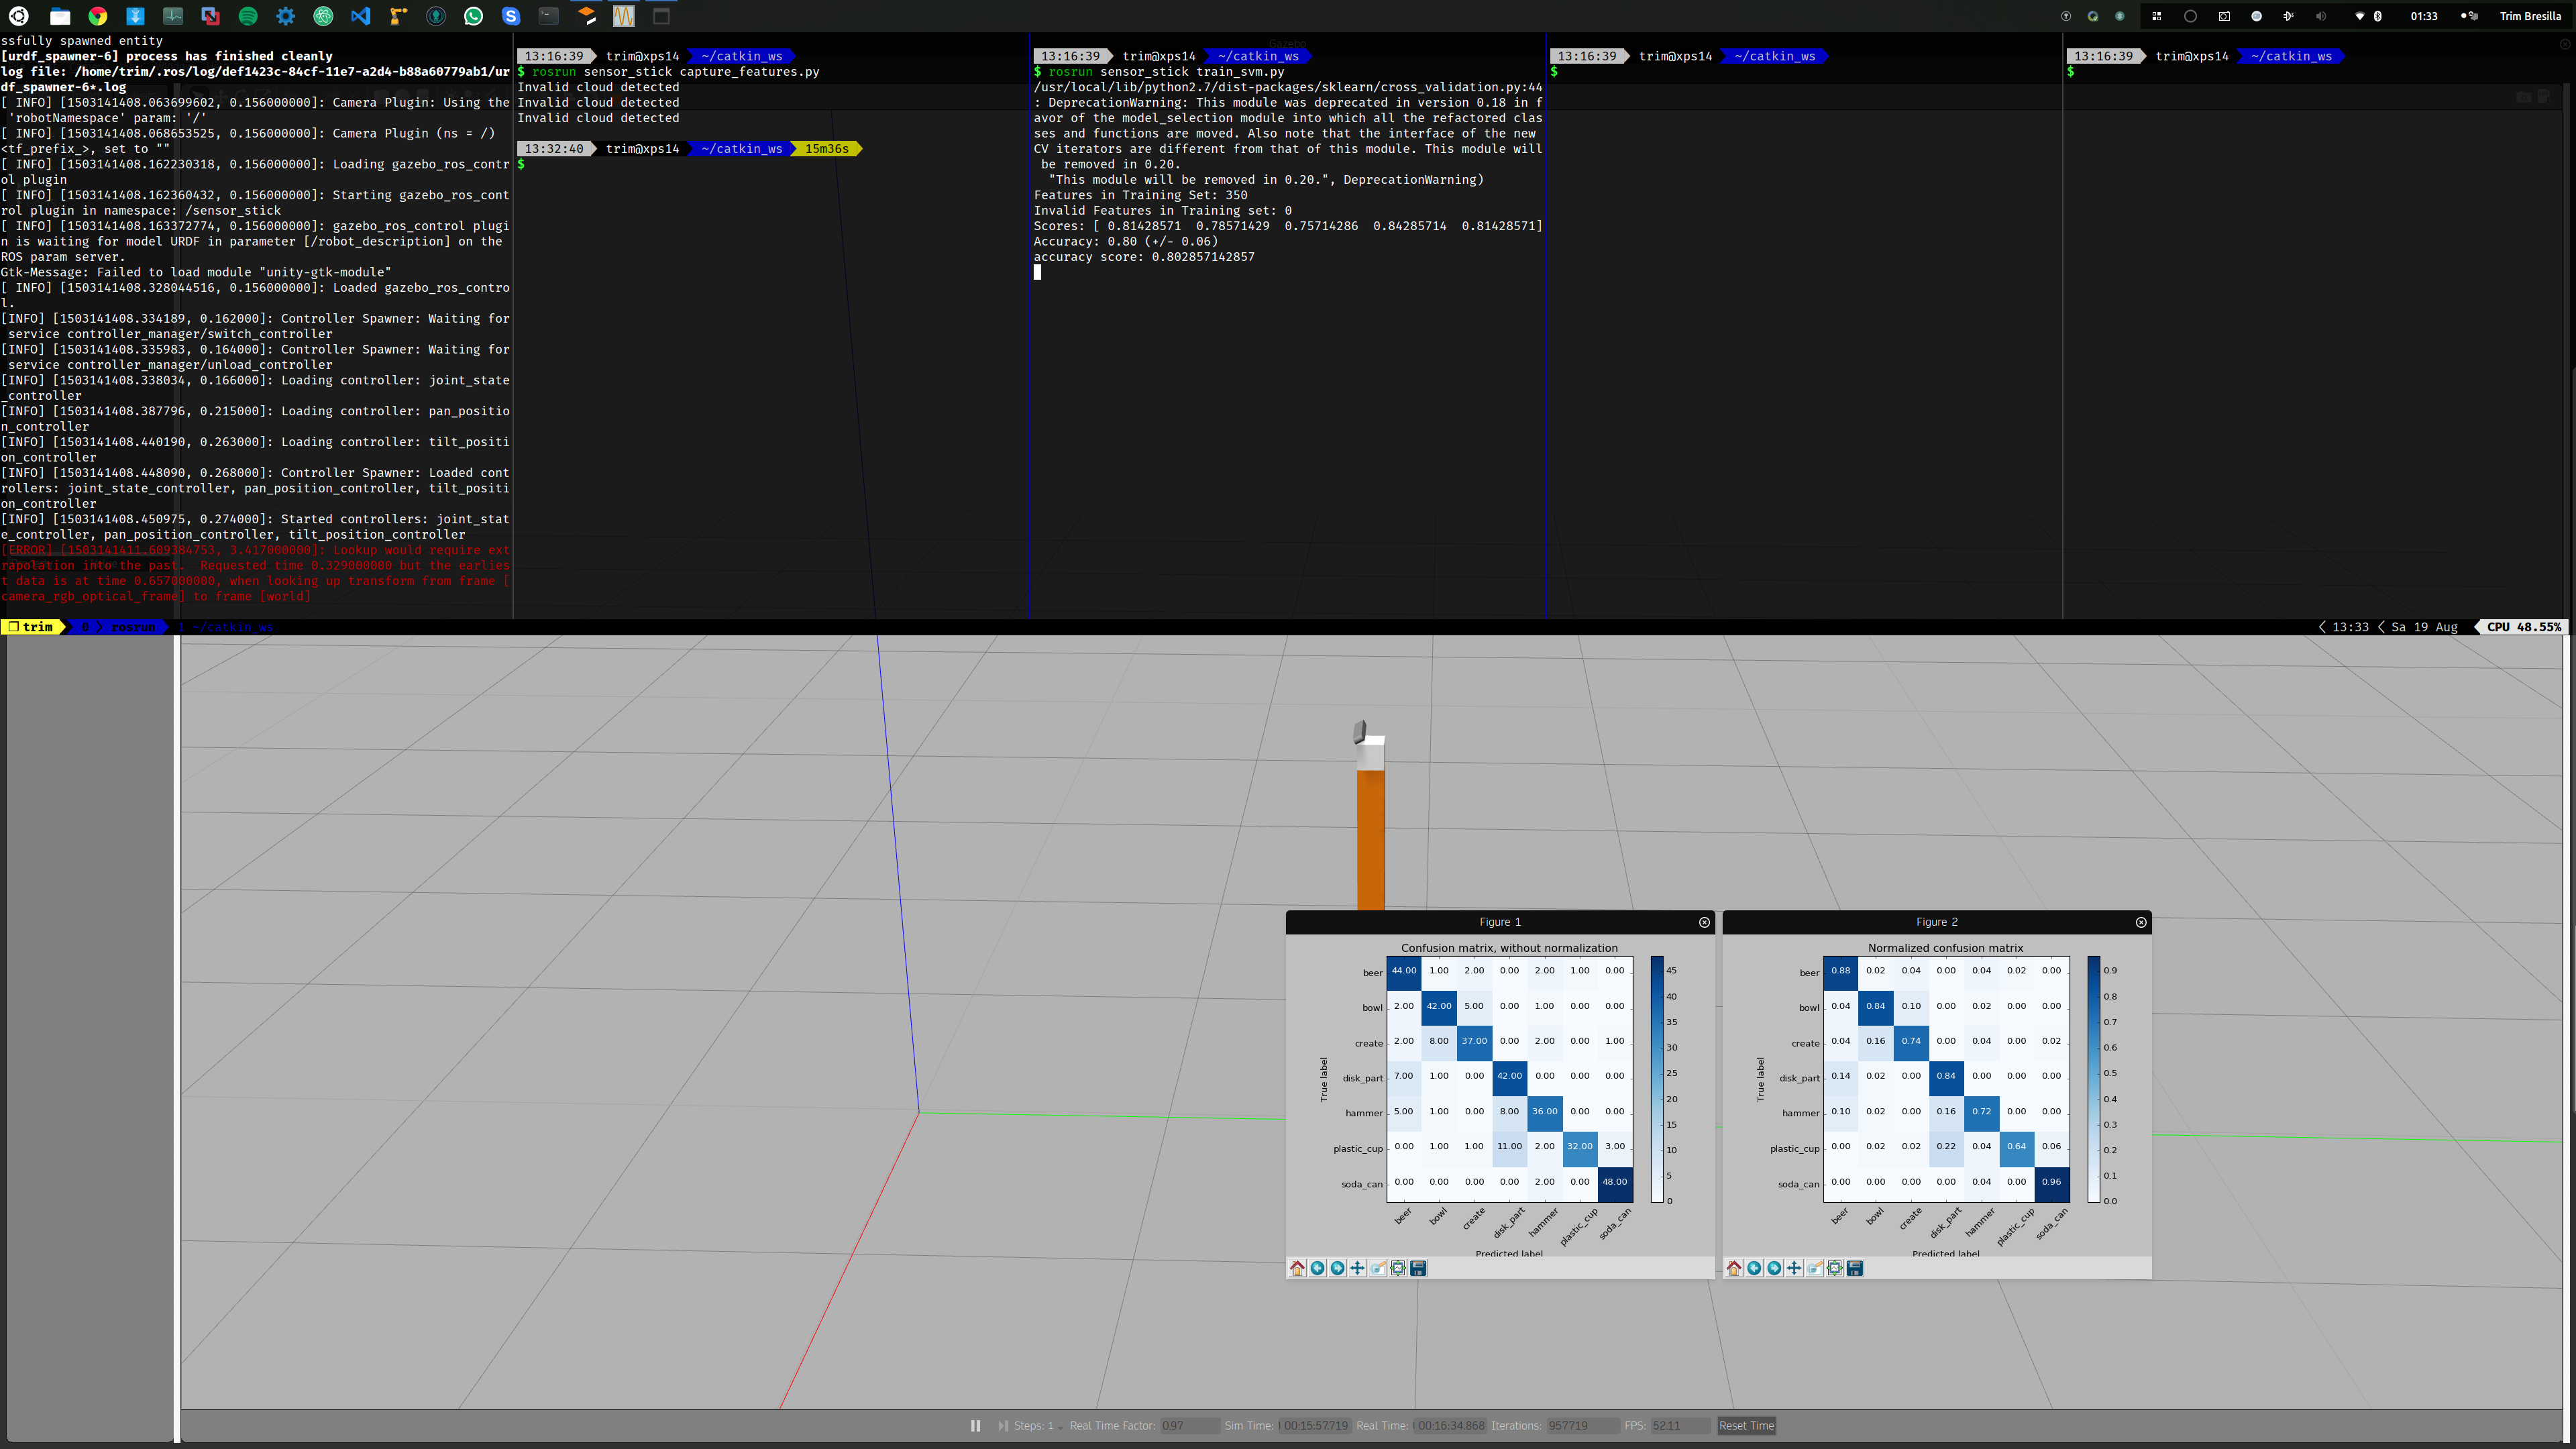 01:33
Trim Bresilla
Gazebo
ssfully spawned entity
[urdf_spawner-6] process has finished cleanly
log file: /home/trim/.ros/log/def1423c-84cf-11e7-a2d4-b88a60779ab1/ur
df_spawner-6*.log
[ INFO] [1503141408.063699602, 0.156000000]: Camera Plugin: Using the
 'robotNamespace' param: '/'
[ INFO] [1503141408.068653525, 0.156000000]: Camera Plugin (ns = /)
<tf_prefix_>, set to ""
[ INFO] [1503141408.162230318, 0.156000000]: Loading gazebo_ros_contr
ol plugin
[ INFO] [1503141408.162360432, 0.156000000]: Starting gazebo_ros_cont
rol plugin in namespace: /sensor_stick
[ INFO] [1503141408.163372774, 0.156000000]: gazebo_ros_control plugi
n is waiting for model URDF in parameter [/robot_description] on the
ROS param server.
Gtk-Message: Failed to load module "unity-gtk-module"
[ INFO] [1503141408.328044516, 0.156000000]: Loaded gazebo_ros_contro
l.
[INFO] [1503141408.334189, 0.162000]: Controller Spawner: Waiting for
 service controller_manager/switch_controller
[INFO] [1503141408.335983, 0.164000]: Controller Spawner: Waiting for
 service controller_manager/unload_controller
[INFO] [1503141408.338034, 0.166000]: Loading controller: joint_state
_controller
[INFO] [1503141408.387796, 0.215000]: Loading controller: pan_positio
n_controller
[INFO] [1503141408.440190, 0.263000]: Loading controller: tilt_positi
on_controller
[INFO] [1503141408.448090, 0.268000]: Controller Spawner: Loaded cont
rollers: joint_state_controller, pan_position_controller, tilt_positi
on_controller
[INFO] [1503141408.450975, 0.274000]: Started controllers: joint_stat
e_controller, pan_position_controller, tilt_position_controller
[ERROR] [1503141411.609384753, 3.417000000]: Lookup would require ext
rapolation into the past.  Requested time 0.329000000 but the earlies
t data is at time 0.657000000, when looking up transform from frame [
camera_rgb_optical_frame] to frame [world]
13:16:39 trim@xps14 ~/catkin_ws
$ rosrun sensor_stick capture_features.py
Invalid cloud detected
Invalid cloud detected
Invalid cloud detected
13:32:40 trim@xps14 ~/catkin_ws 15m36s
$
13:16:39 trim@xps14 ~/catkin_ws
$ rosrun sensor_stick train_svm.py
/usr/local/lib/python2.7/dist-packages/sklearn/cross_validation.py:44
: DeprecationWarning: This module was deprecated in version 0.18 in f
avor of the model_selection module into which all the refactored clas
ses and functions are moved. Also note that the interface of the new
CV iterators are different from that of this module. This module will
 be removed in 0.20.
  "This module will be removed in 0.20.", DeprecationWarning)
Features in Training Set: 350
Invalid Features in Training set: 0
Scores: [ 0.81428571  0.78571429  0.75714286  0.84285714  0.81428571]
Accuracy: 0.80 (+/- 0.06)
accuracy score: 0.802857142857
13:16:39 trim@xps14 ~/catkin_ws
$
13:16:39 trim@xps14 ~/catkin_ws
$
trim 0 rosrun 1 ~/catkin_ws
13:33 Sa 19 Aug CPU 48.55%
Figure 1
Confusion matrix, without normalization
True label
beer 44.00 1.00 2.00 0.00 2.00 1.00 0.00
bowl 2.00 42.00 5.00 0.00 1.00 0.00 0.00
create 2.00 8.00 37.00 0.00 2.00 0.00 1.00
disk_part 7.00 1.00 0.00 42.00 0.00 0.00 0.00
hammer 5.00 1.00 0.00 8.00 36.00 0.00 0.00
plastic_cup 0.00 1.00 1.00 11.00 2.00 32.00 3.00
soda_can 0.00 0.00 0.00 0.00 2.00 0.00 48.00
beer bowl create disk_part hammer plastic_cup soda_can
Predicted label
45
40
35
30
25
20
15
10
5
0
Figure 2
Normalized confusion matrix
True label
beer 0.88 0.02 0.04 0.00 0.04 0.02 0.00
bowl 0.04 0.84 0.10 0.00 0.02 0.00 0.00
create 0.04 0.16 0.74 0.00 0.04 0.00 0.02
disk_part 0.14 0.02 0.00 0.84 0.00 0.00 0.00
hammer 0.10 0.02 0.00 0.16 0.72 0.00 0.00
plastic_cup 0.00 0.02 0.02 0.22 0.04 0.64 0.06
soda_can 0.00 0.00 0.00 0.00 0.04 0.00 0.96
beer bowl create disk_part hammer plastic_cup soda_can
Predicted label
0.9
0.8
0.7
0.6
0.5
0.4
0.3
0.2
0.1
0.0
Steps: 1 Real Time Factor: 0.97 Sim Time: 00:15:57.719 Real Time: 00:16:34.868 Iterations: 957719 FPS: 52.11 Reset Time